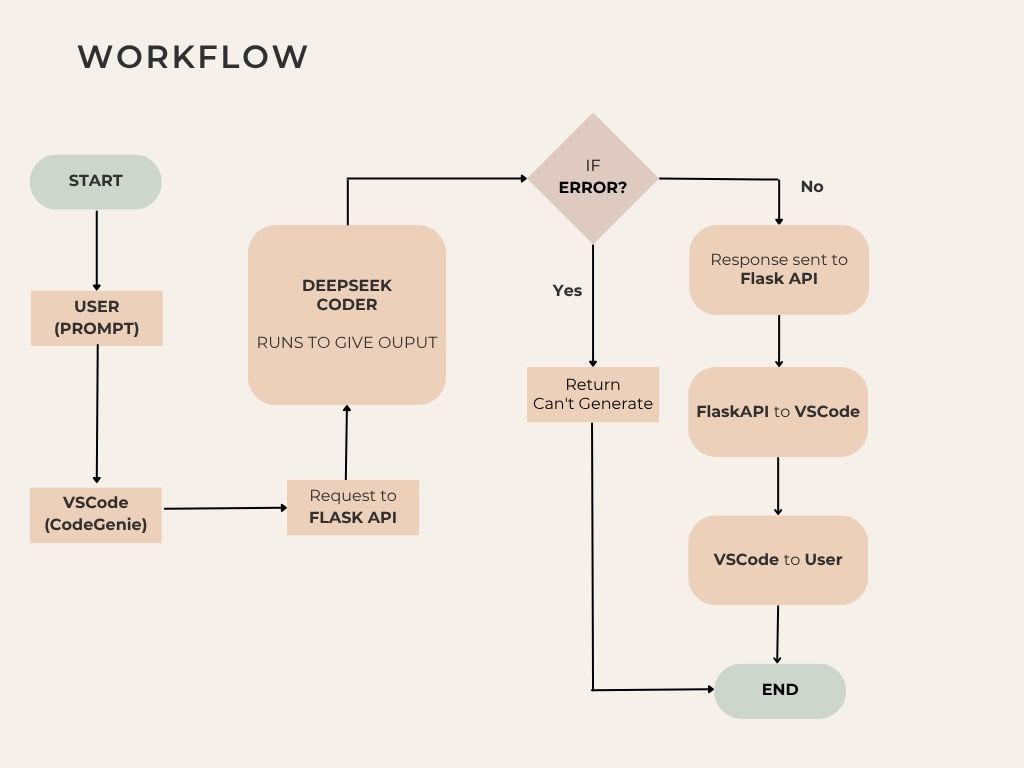 WORKFLOW
START
USER
(PROMPT)
VSCode
(CodeGenie)
Request to
FLASK API
DEEPSEEK
CODER
RUNS TO GIVE OUPUT
IF
ERROR?
Yes
Return
Can't Generate
No
Response sent to
Flask API
FlaskAPI to VSCode
VSCode to User
END